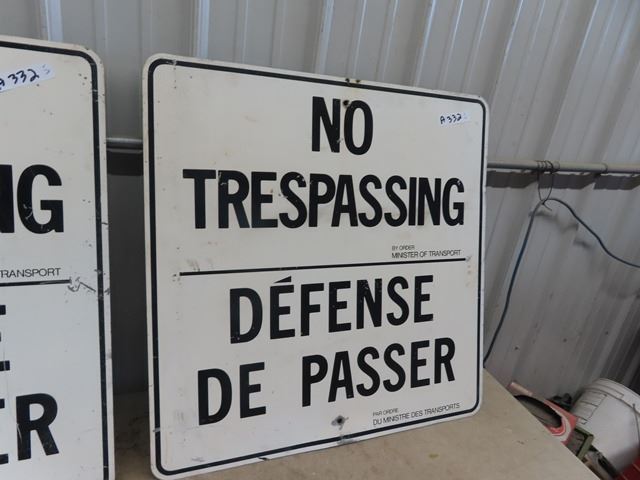 A332
NG
TRANSPORT
E
ER
A332
NO
TRESPASSING
BY ORDER
MINISTER OF TRANSPORT
DÉFENSE
DE PASSER
PAR ORDRE
DU MINISTRE DES TRANSPORTS